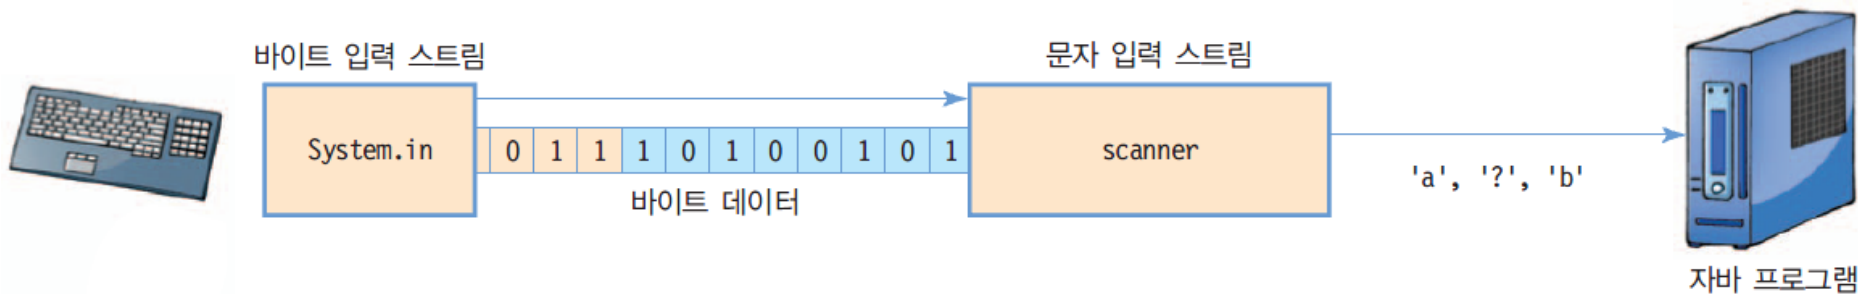 바이트 입력 스트림
문자 입력 스트림
System.in
0 1 1 1 0 1 0 0 1 0 1
scanner
'a', '?', 'b'
바이트 데이터
자바 프로그램